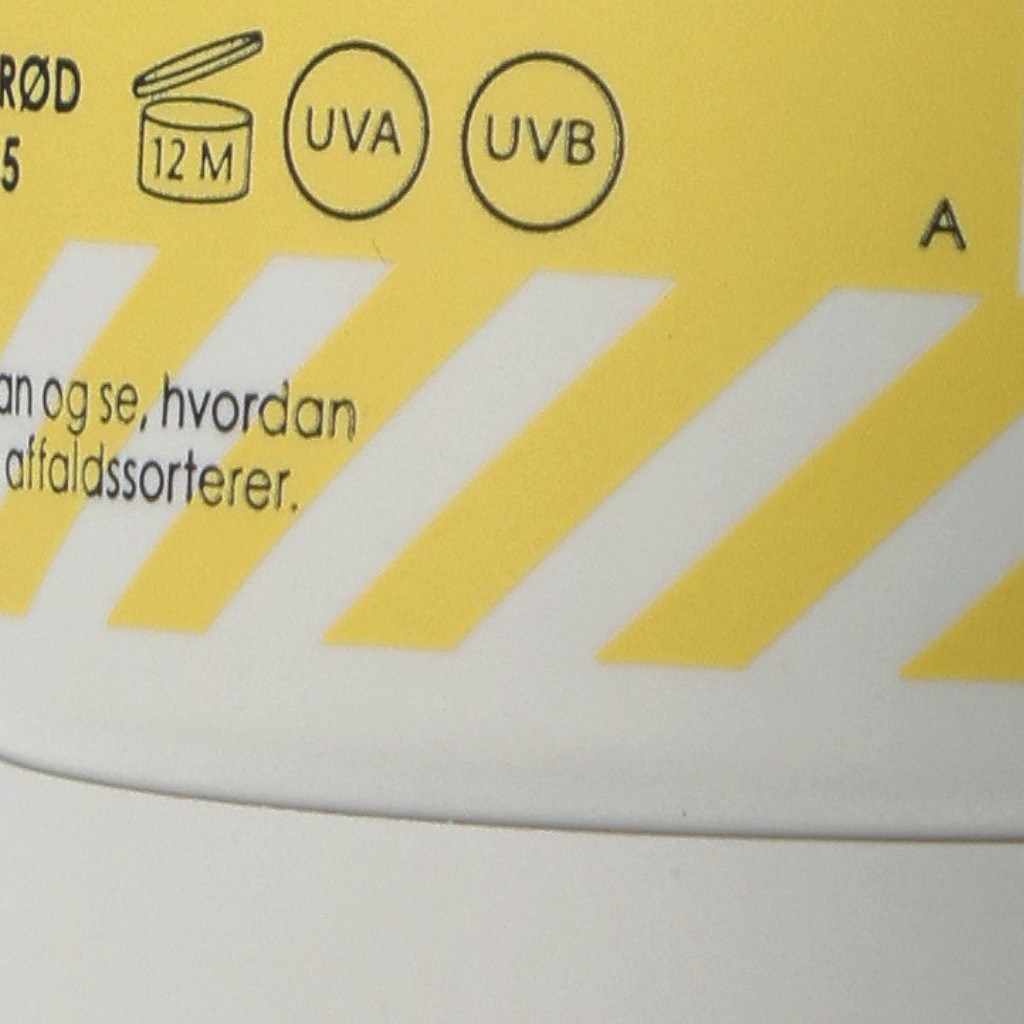 RØD
5
12 M
UVA
UVB
A
an og se, hvordan
affaldssorterer.